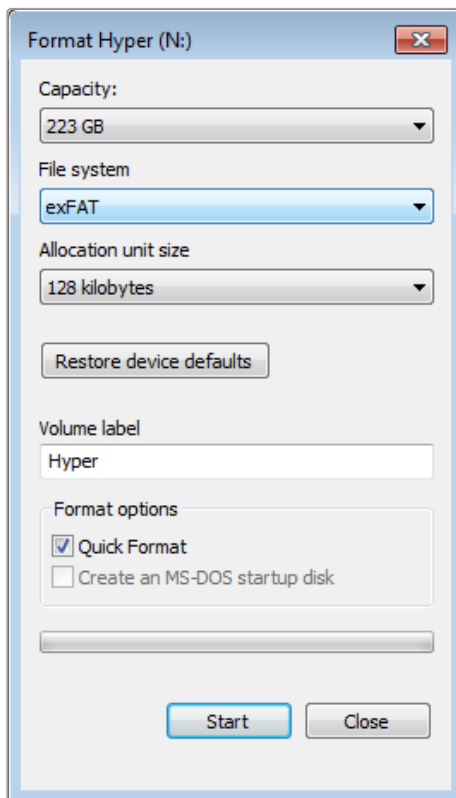 Format Hyper (N:)
Capacity:
223 GB
File system
exFAT
Allocation unit size
128 kilobytes
Restore device defaults
Volume label
Hyper
Format options
Quick Format
Create an MS-DOS startup disk
Start Close